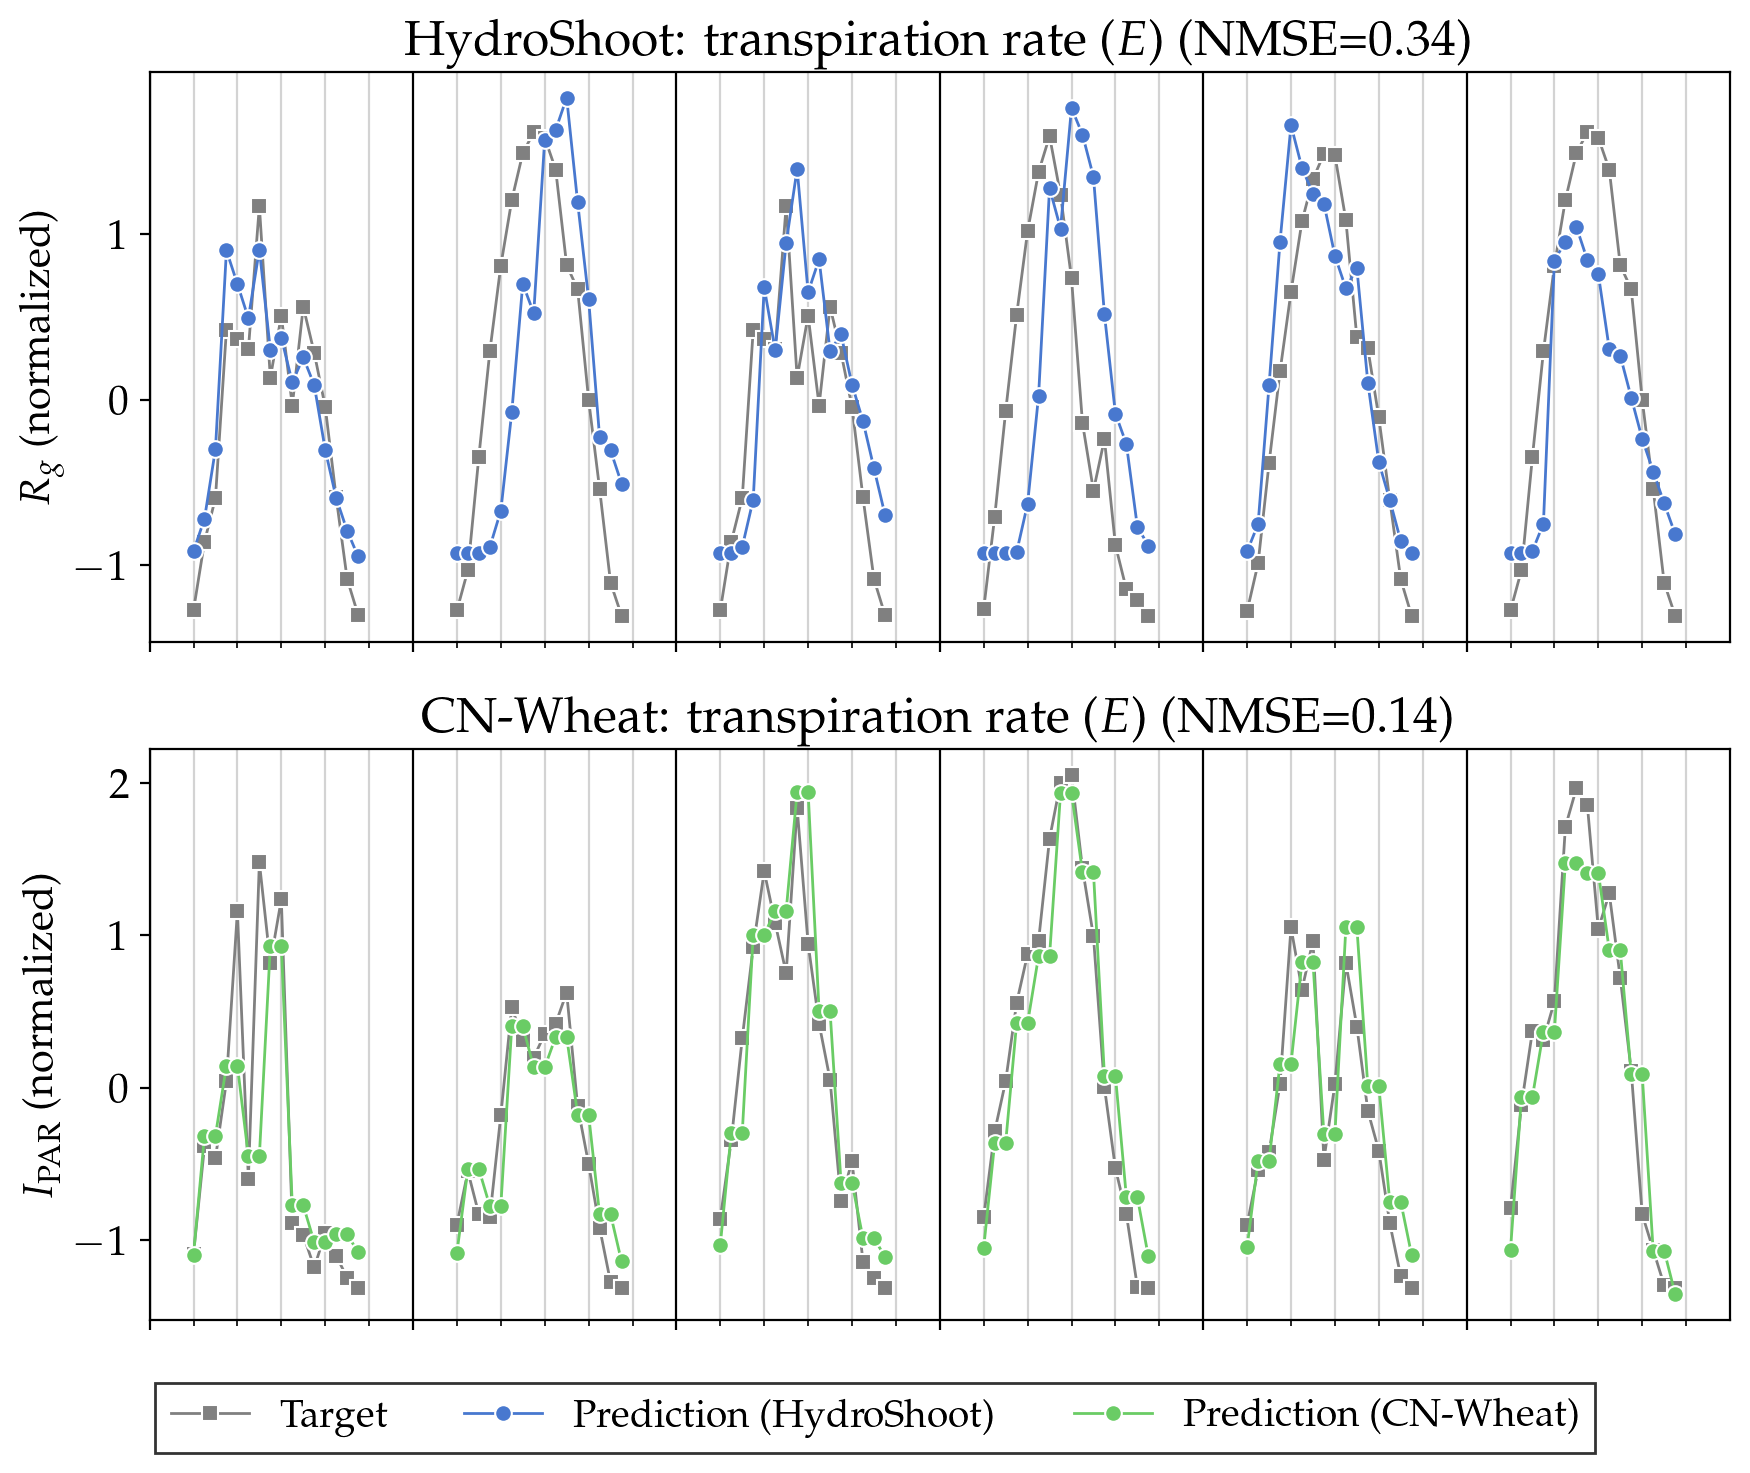 HydroShoot: transpiration rate (E) (NMSE=0.34)
R_g (normalized)
1
0
−1
CN-Wheat: transpiration rate (E) (NMSE=0.14)
I_PAR (normalized)
2
1
0
−1
Target
Prediction (HydroShoot)
Prediction (CN-Wheat)